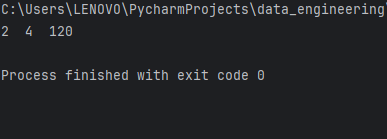 C:\Users\LENOVO\PycharmProjects\data_engineering
2 4 120
Process finished with exit code 0